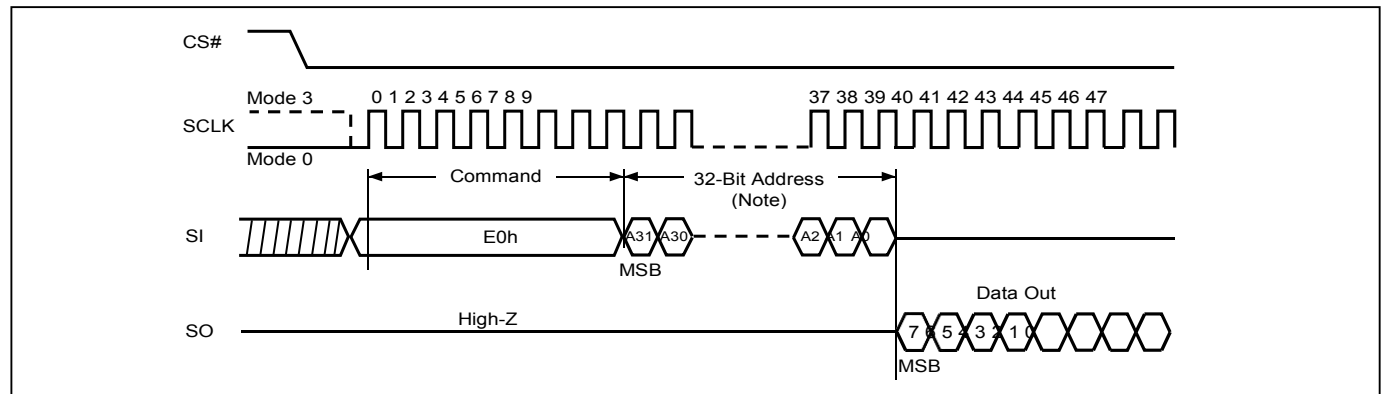 CS#
Mode 3
0 1 2 3 4 5 6 7 8 9
37 38 39 40 41 42 43 44 45 46 47
SCLK
Mode 0
Command
32-Bit Address
(Note)
SI
E0h
A31 A30
A2 A1 A0
MSB
Data Out
SO
High-Z
7 6 5 4 3 2 1 0
MSB